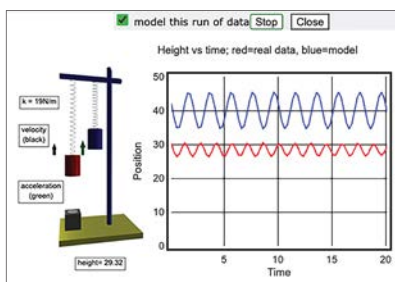 model this run of data Stop Close
Height vs time; red=real data, blue=model
k = 19N/m
velocity
(black)
acceleration
(green)
height= 29.32
Position
50
40
30
20
10
0
5 10 15 20
Time